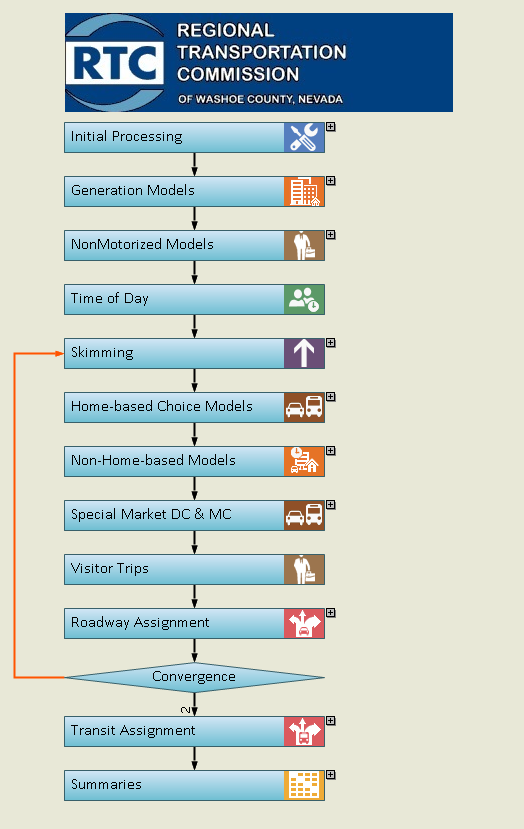 RTC
REGIONAL
TRANSPORTATION
COMMISSION
OF WASHOE COUNTY, NEVADA
Initial Processing
Generation Models
NonMotorized Models
Time of Day
Skimming
Home-based Choice Models
Non-Home-based Models
Special Market DC & MC
Visitor Trips
Roadway Assignment
Convergence
2
Transit Assignment
Summaries